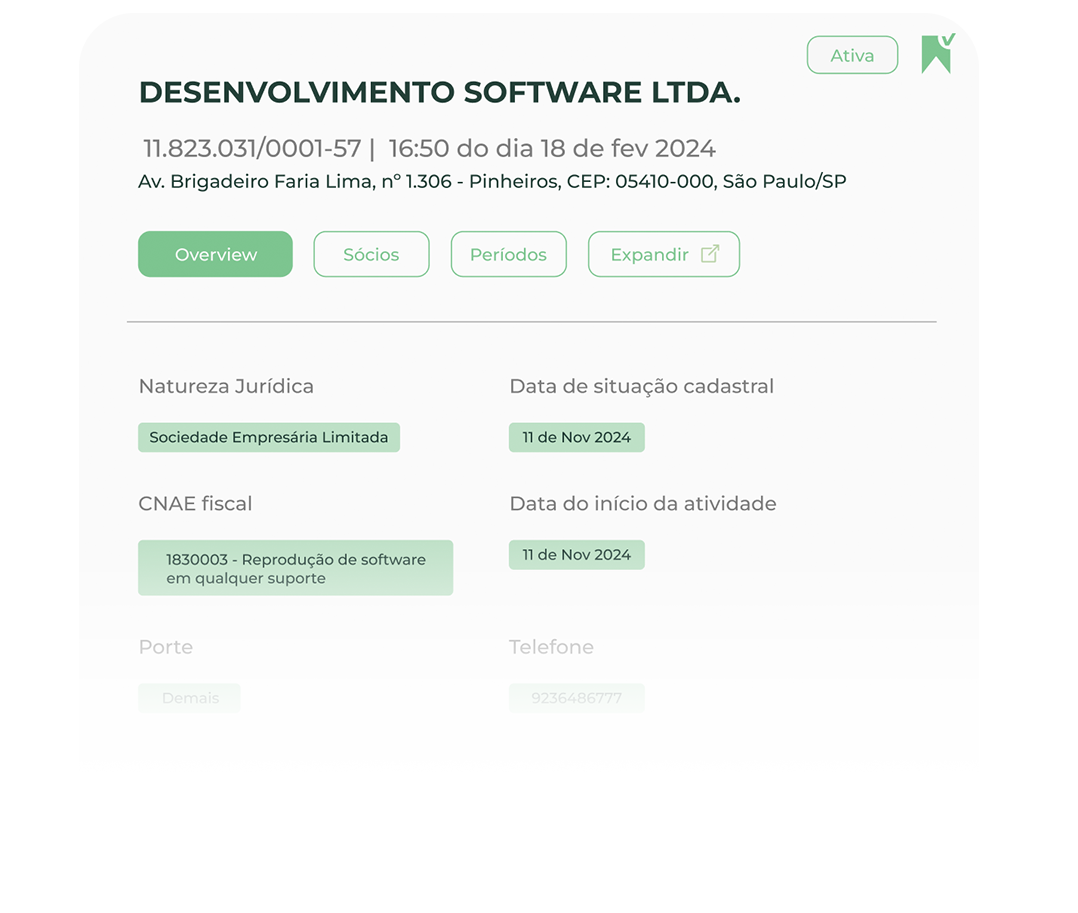 Ativa
DESENVOLVIMENTO SOFTWARE LTDA.
11.823.031/0001-57 | 16:50 do dia 18 de fev 2024
Av. Brigadeiro Faria Lima, nº 1.306 - Pinheiros, CEP: 05410-000, São Paulo/SP
Overview Sócios Períodos Expandir
Natureza Jurídica Data de situação cadastral
Sociedade Empresária Limitada 11 de Nov 2024
CNAE fiscal Data do início da atividade
11 de Nov 2024
1830003 - Reprodução de software
em qualquer suporte
Porte Telefone
Demais 9236486777